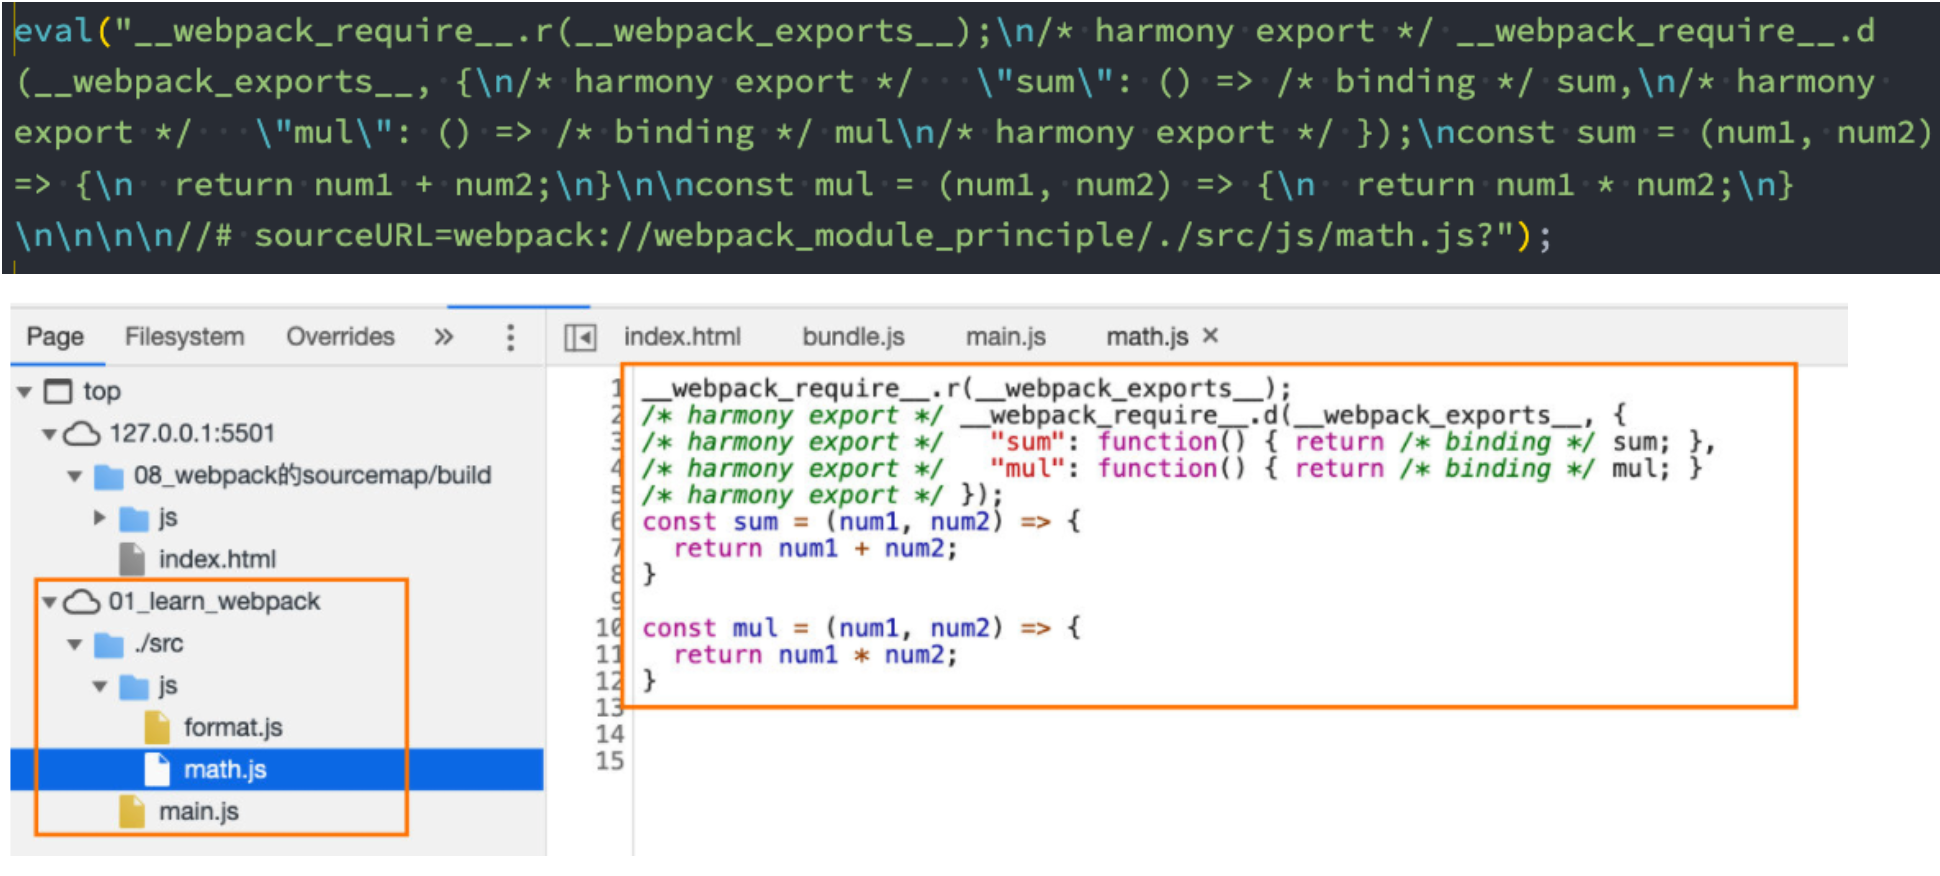 eval("__webpack_require__.r(__webpack_exports__);\n/* harmony export */ __webpack_require__.d
(__webpack_exports__, {\n/* harmony export */   \"sum\": () => /* binding */ sum,\n/* harmony
export */   \"mul\": () => /* binding */ mul\n/* harmony export */ });\nconst sum = (num1, num2)
=> {\n  return num1 + num2;\n}\n\nconst mul = (num1, num2) => {\n  return num1 * num2;\n}
\n\n\n\n//# sourceURL=webpack://webpack_module_principle/./src/js/math.js?");
Page Filesystem Overrides »
top
127.0.0.1:5501
08_webpack的sourcemap/build
js
index.html
01_learn_webpack
./src
js
format.js
math.js
main.js
index.html bundle.js main.js math.js ×
1 __webpack_require__.r(__webpack_exports__);
2 /* harmony export */ __webpack_require__.d(__webpack_exports__, {
3 /* harmony export */   "sum": function() { return /* binding */ sum; },
4 /* harmony export */   "mul": function() { return /* binding */ mul; }
5 /* harmony export */ });
6 const sum = (num1, num2) => {
7   return num1 + num2;
8 }
9
10 const mul = (num1, num2) => {
11   return num1 * num2;
12 }
13
14
15